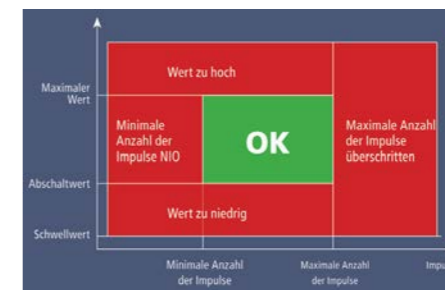 Wert zu hoch
Maximaler
Wert
Minimale
Anzahl der
Impulse NIO
OK
Maximale Anzahl
der Impulse
überschritten
Abschaltwert
Wert zu niedrig
Schwellwert
Minimale Anzahl
der Impulse
Maximale Anzahl
der Impulse
Impu